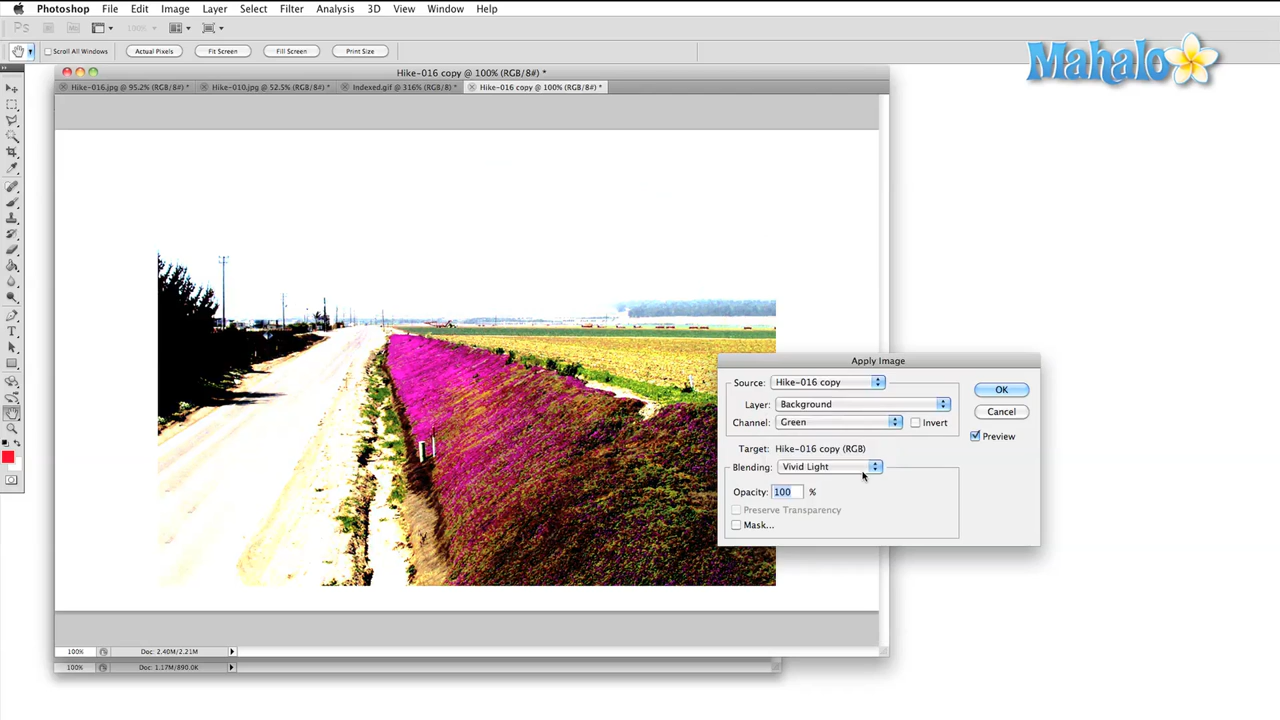 Photoshop File Edit Image Layer Select Filter Analysis 3D View Window Help
Ps 100%
Scroll All Windows Actual Pixels Fit Screen Fill Screen Print Size
Mahalo
Hike-016 copy @ 100% (RGB/8#) *
Hike-016.jpg @ 95.2% (RGB/8#) * Hike-010.jpg @ 52.5% (RGB/8#) * Indexed.gif @ 316% (RGB/8) * Hike-016 copy @ 100% (RGB/8#) *
Apply Image
Source: Hike-016 copy
OK
Layer: Background
Cancel
Channel: Green Invert
Preview
Target: Hike-016 copy (RGB)
Blending: Vivid Light
Opacity: 100 %
Preserve Transparency
Mask...
100% Doc: 2.40M/2.21M
100% Doc: 1.17M/890.0K